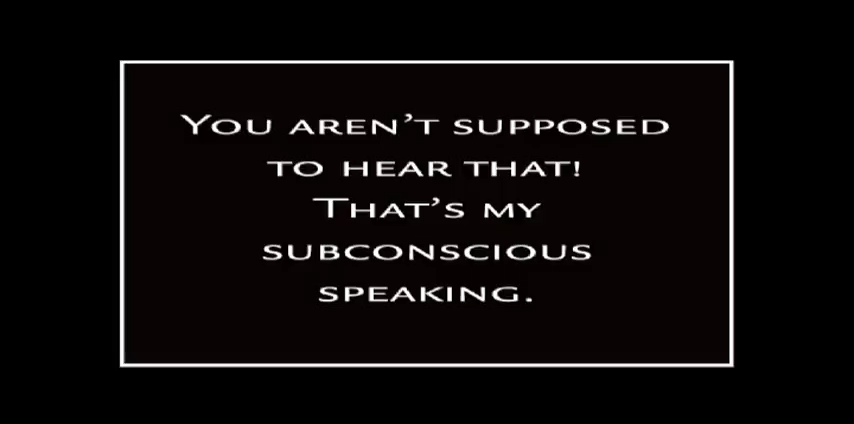 You aren't supposed
to hear that!
That's my
subconscious
speaking.